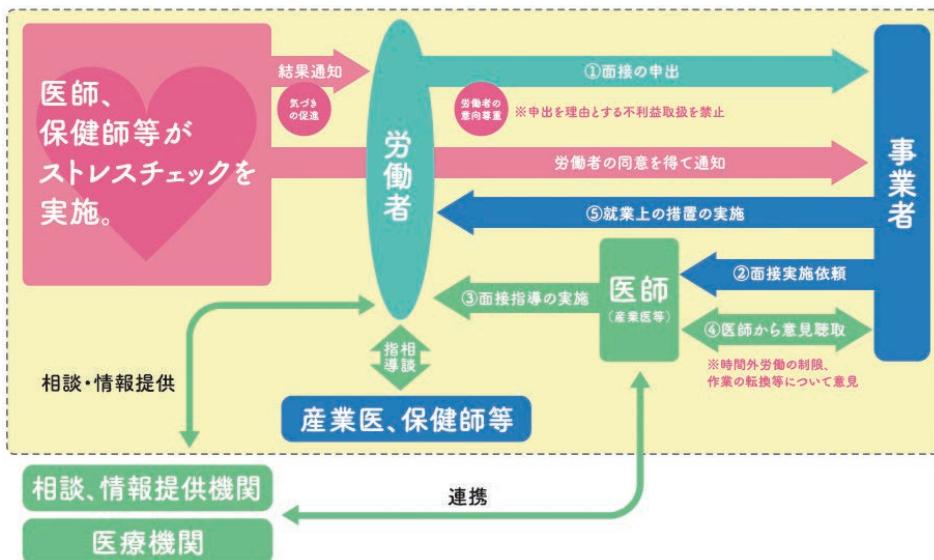 医師、
保健師等が
ストレスチェックを
実施。
結果通知
気づき
の促進
労働者
①面接の申出
労働者の
意向尊重
※申出を理由とする不利益取扱を禁止
労働者の同意を得て通知
⑤就業上の措置の実施
事業者
②面接実施依頼
医師
（産業医等）
③面接指導の実施
④医師から意見聴取
※時間外労働の制限、
作業の転換等について意見
相談
指導
産業医、保健師等
相談・情報提供
相談、情報提供機関
医療機関
連携